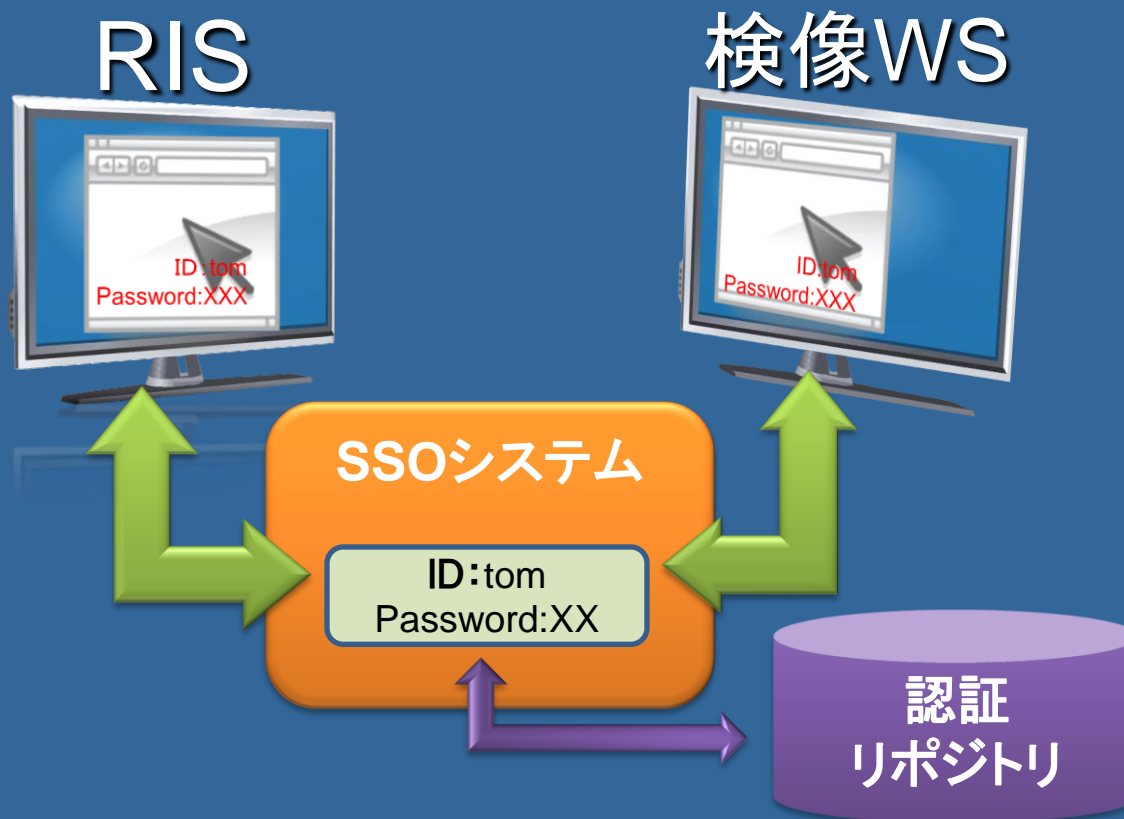 RIS
検像WS
ID:tom
Password:XXX
ID:tom
Password:XXX
SSOシステム
ID：tom
Password:XX
認証
リポジトリ